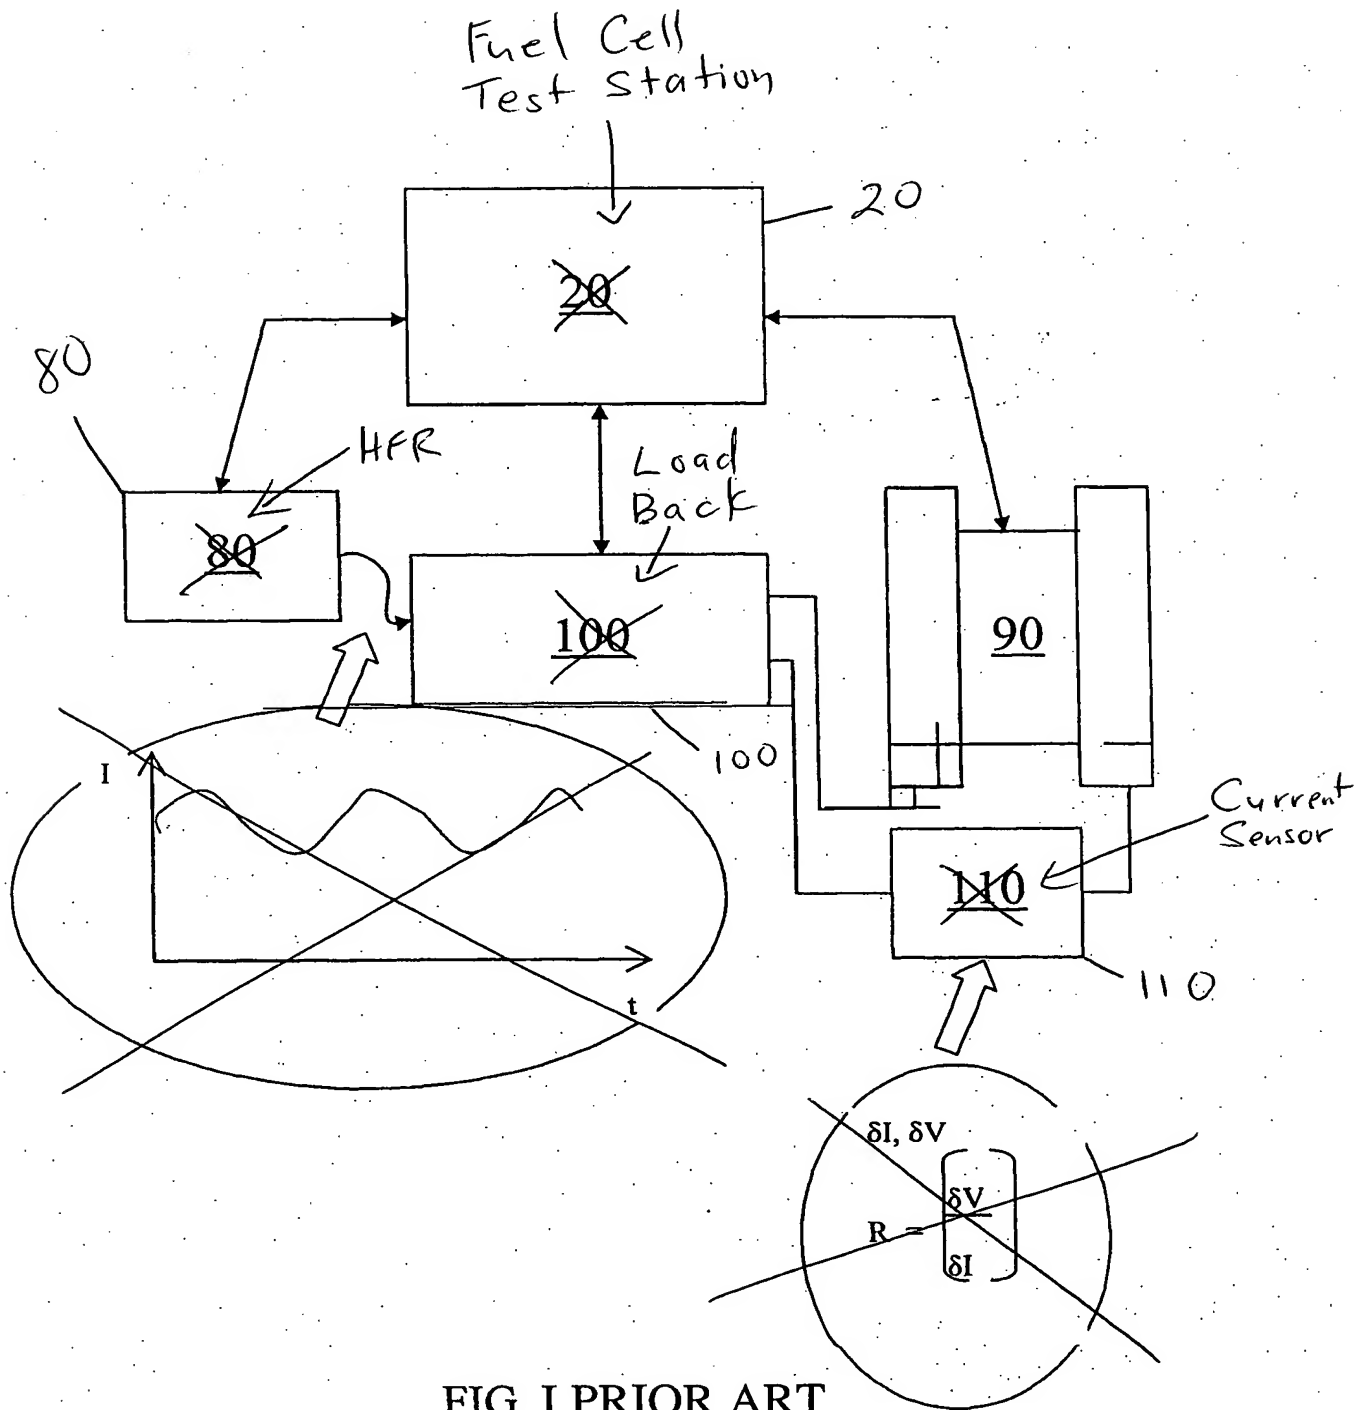 Fuel Cell
Test Station
20
20
80
HFR
Load
Back
80
100
90
100
I
Current
Sensor
110
t
110
δI, δV
R = δV
δI
FIG. I PRIOR ART